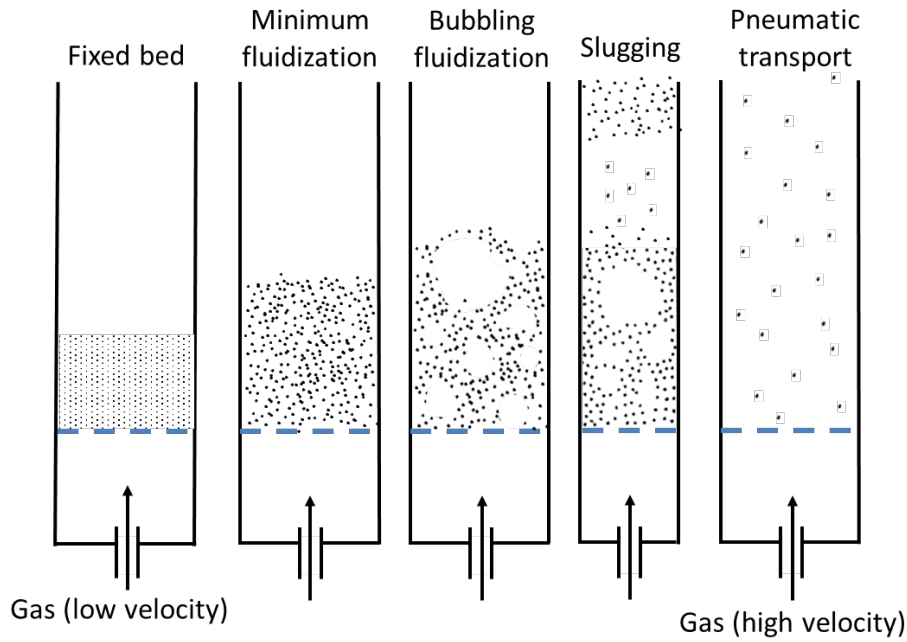 Fixed bed
Minimum
fluidization
Bubbling
fluidization
Slugging
Pneumatic
transport
Gas (low velocity)
Gas (high velocity)